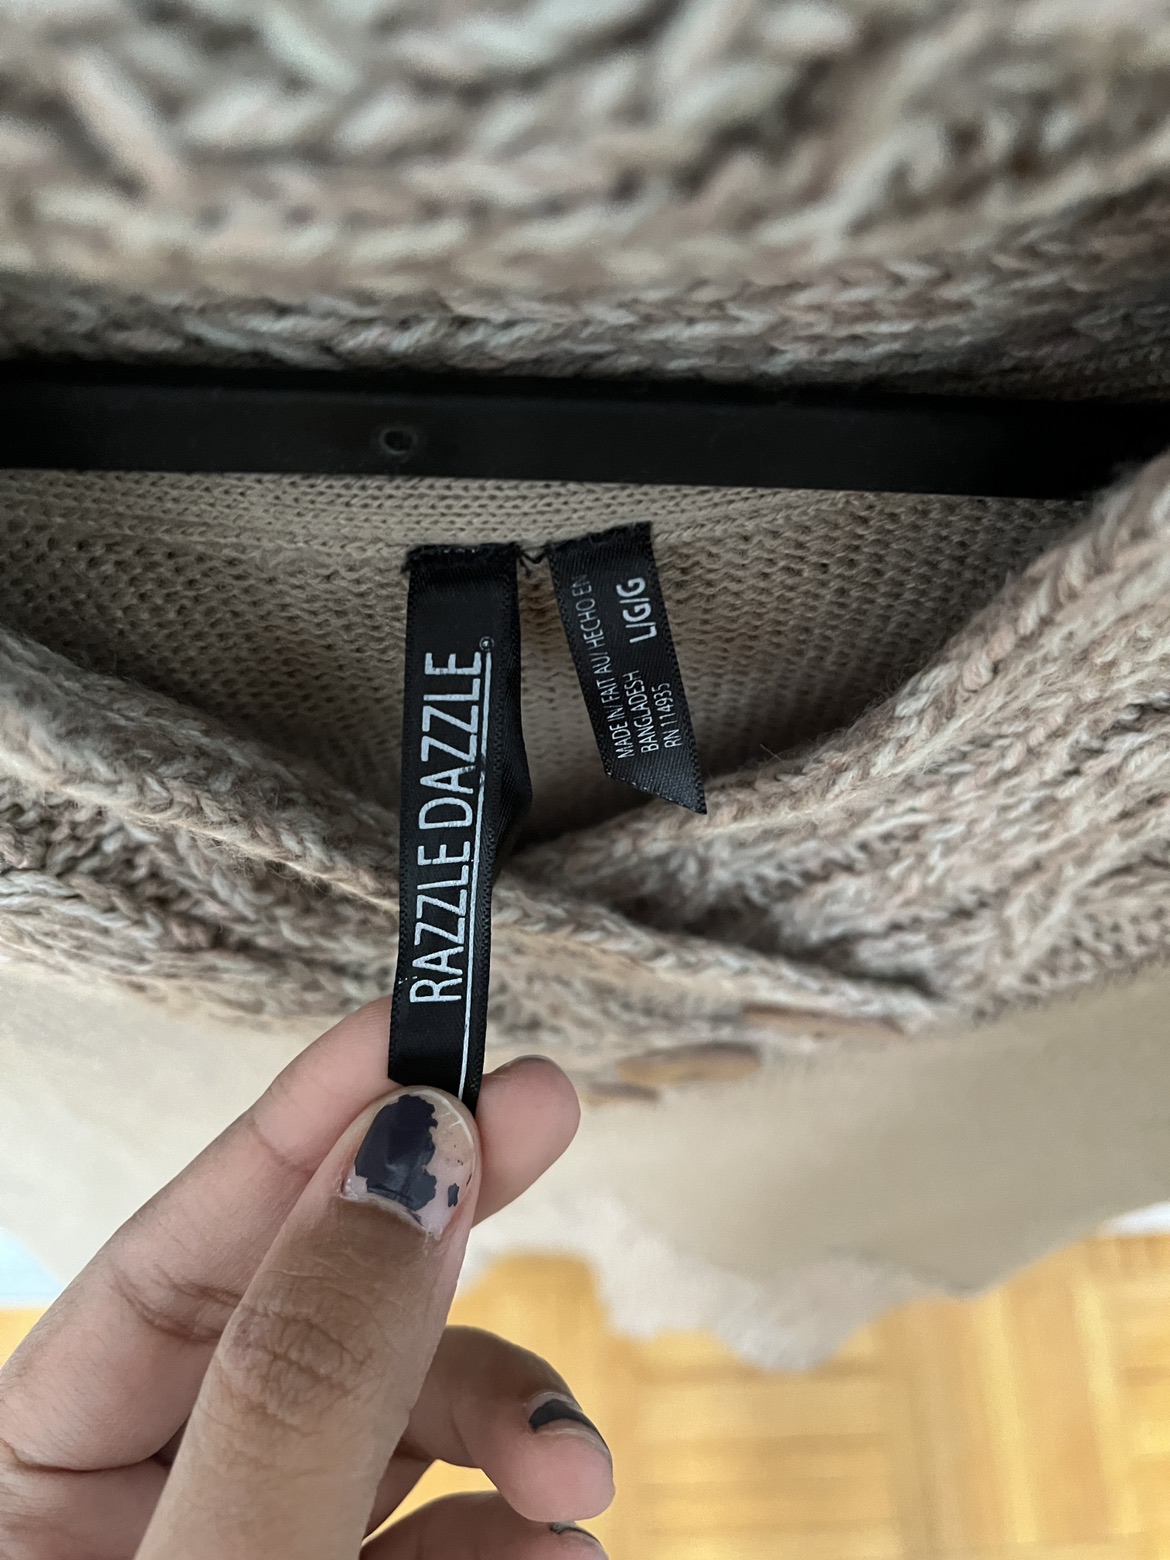 RAZZLE DAZZLE®
MADE IN/ FAIT AU/ HECHO EN
BANGLADESH
RN 114935
L/G/G